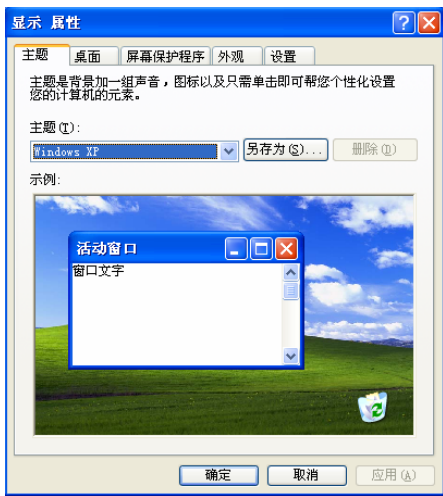 显示 属性
主题 桌面 屏幕保护程序 外观 设置
主题是背景加一组声音，图标以及只需单击即可帮您个性化设置
您的计算机的元素。
主题(T):
Windows XP 另存为(S)... 删除(D)
示例:
活动窗口
窗口文字
确定 取消 应用(A)